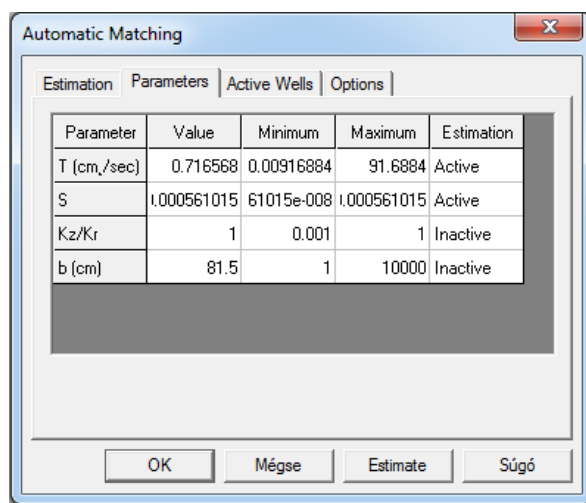 Automatic Matching
Estimation Parameters Active Wells Options
Parameter Value Minimum Maximum Estimation
T (cm˛/sec) 0.716568 0.00916884 91.6884 Active
S .000561015 61015e-008 .000561015 Active
Kz/Kr 1 0.001 1 Inactive
b (cm) 81.5 1 10000 Inactive
OK Mégse Estimate Súgó